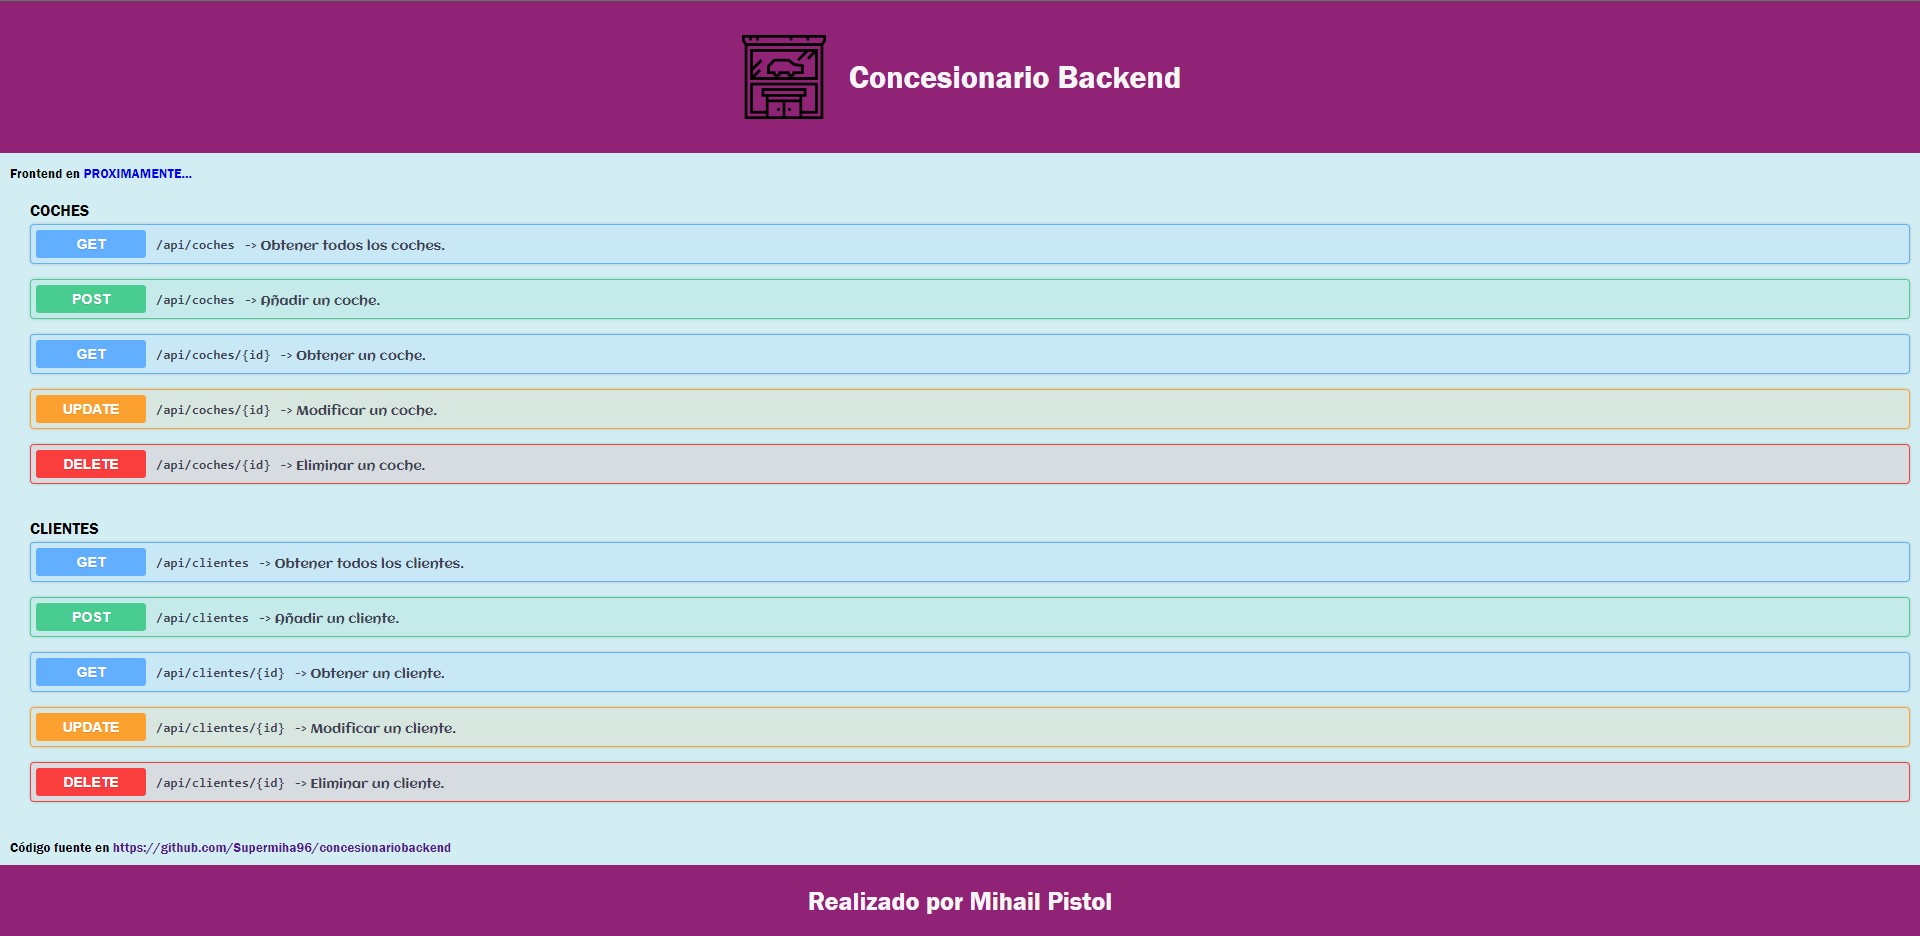 Concesionario Backend
Frontend en PROXIMAMENTE...
COCHES
GET /api/coches -> Obtener todos los coches.
POST /api/coches -> Añadir un coche.
GET /api/coches/{id} -> Obtener un coche.
UPDATE /api/coches/{id} -> Modificar un coche.
DELETE /api/coches/{id} -> Eliminar un coche.
CLIENTES
GET /api/clientes -> Obtener todos los clientes.
POST /api/clientes -> Añadir un cliente.
GET /api/clientes/{id} -> Obtener un cliente.
UPDATE /api/clientes/{id} -> Modificar un cliente.
DELETE /api/clientes/{id} -> Eliminar un cliente.
Código fuente en https://github.com/Supermiha96/concesionariobackend
Realizado por Mihail Pistol